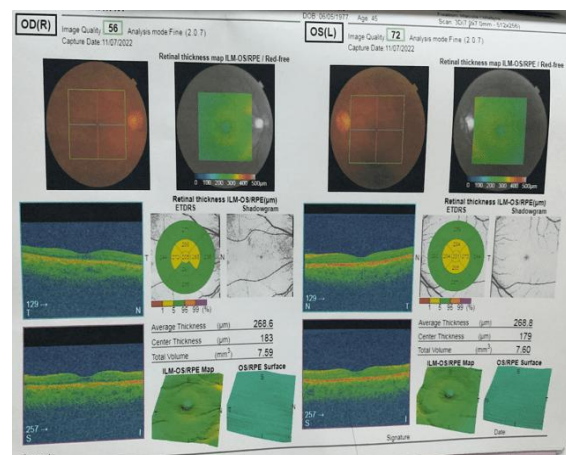 DOB: 06/05/1977 Age: 45
OD(R) Image Quality: 56 Analysis mode:Fine (2.0.7)
Capture Date:11/07/2022
OS(L) Image Quality: 72 Analysis mode:Fine (2.0.7)
Capture Date:11/07/2022
Retinal thickness map ILM-OS/RPE / Red-free
Retinal thickness map ILM-OS/RPE / Red-free
0 100 200 300 400 500µm
0 100 200 300 400 500µm
Retinal thickness ILM-OS/RPE(µm)
ETDRS Shadowgram
Retinal thickness ILM-OS/RPE(µm)
ETDRS Shadowgram
129 →
T N
129 →
N T
1 5 95 99 (%)
1 5 95 99 (%)
Average Thickness (µm) 268.6
Center Thickness (µm) 183
Total Volume (mm³) 7.59
Average Thickness (µm) 268.8
Center Thickness (µm) 179
Total Volume (mm³) 7.60
ILM-OS/RPE Map OS/RPE Surface
ILM-OS/RPE Map OS/RPE Surface
257 →
S I
257 →
S I
Signature Date